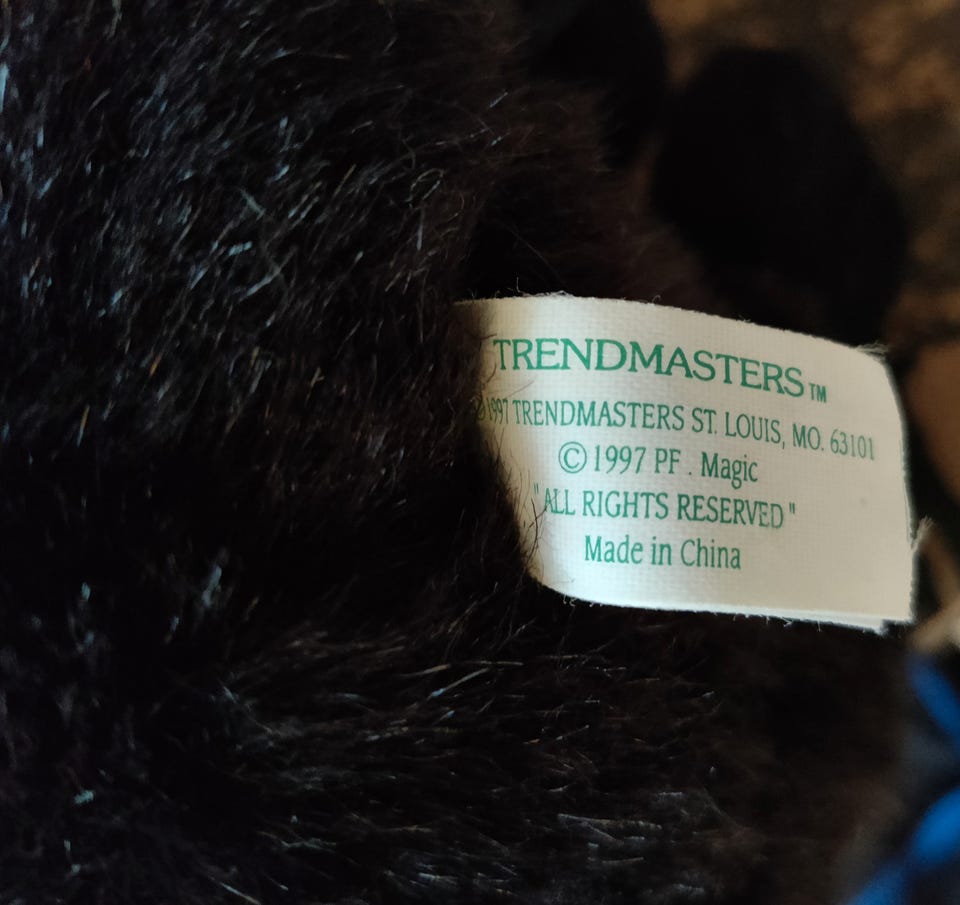 TRENDMASTERS™
© 1997 TRENDMASTERS ST. LOUIS, MO. 63101
© 1997 PF . Magic
"ALL RIGHTS RESERVED"
Made in China